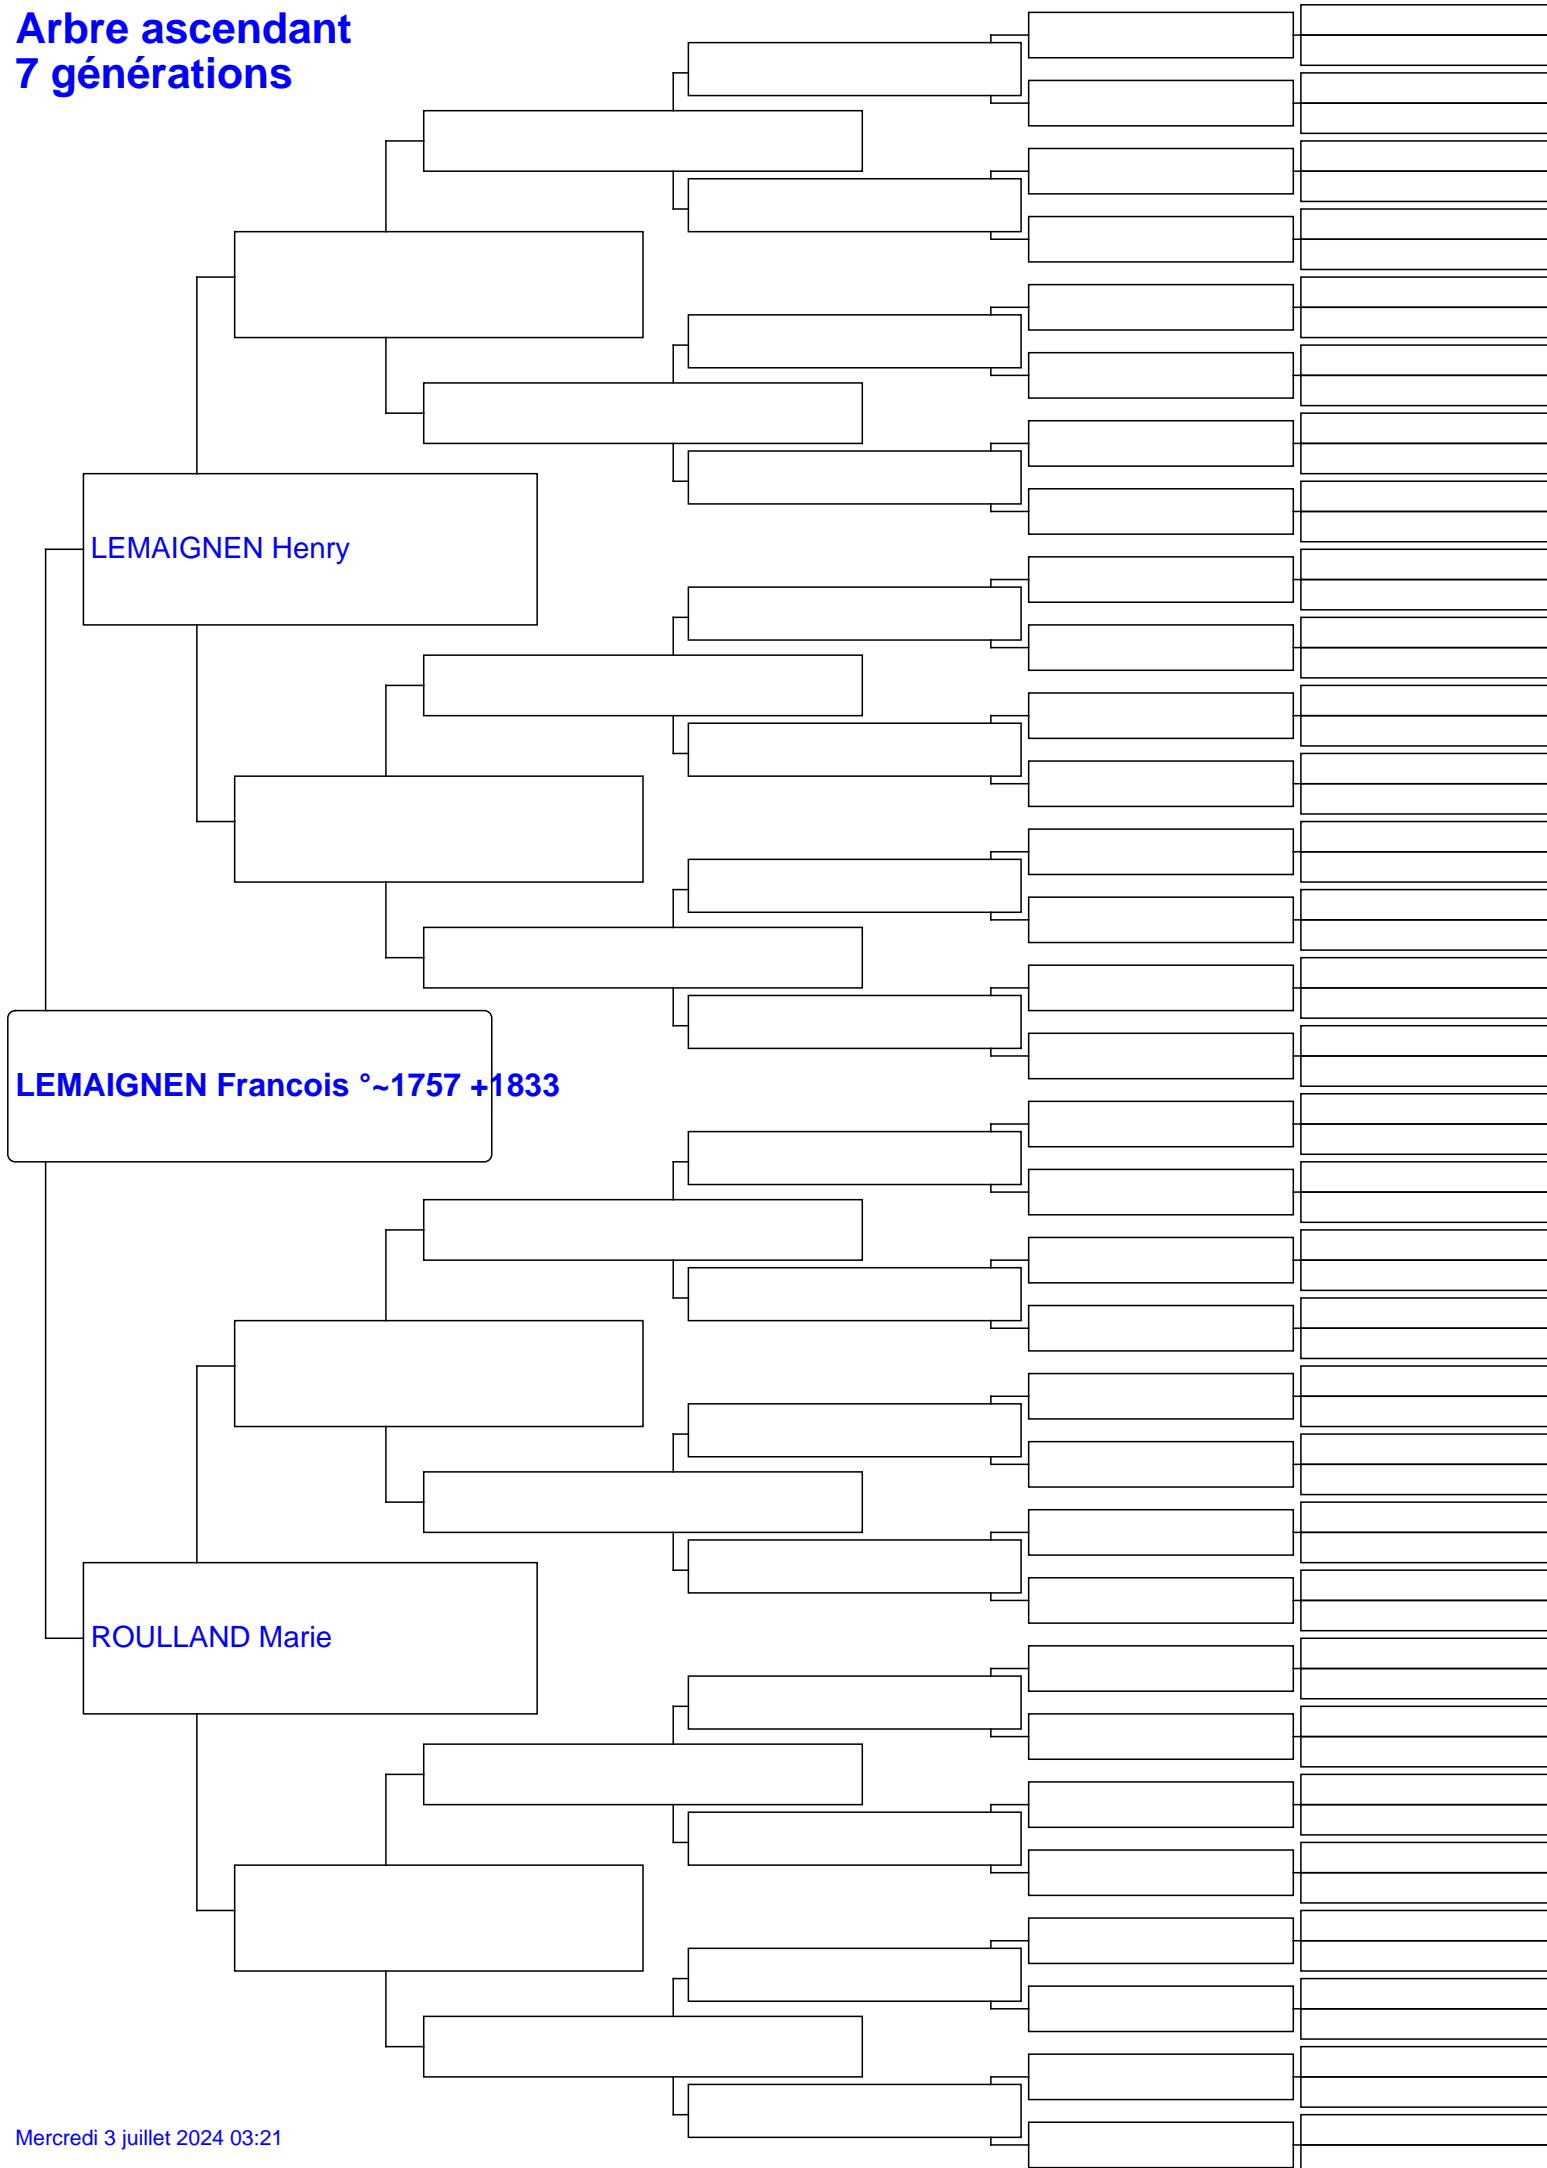 Arbre ascendant
7 générations
LEMAIGNEN Henry
LEMAIGNEN Francois °~1757 +1833
ROULLAND Marie
Mercredi 3 juillet 2024 03:21